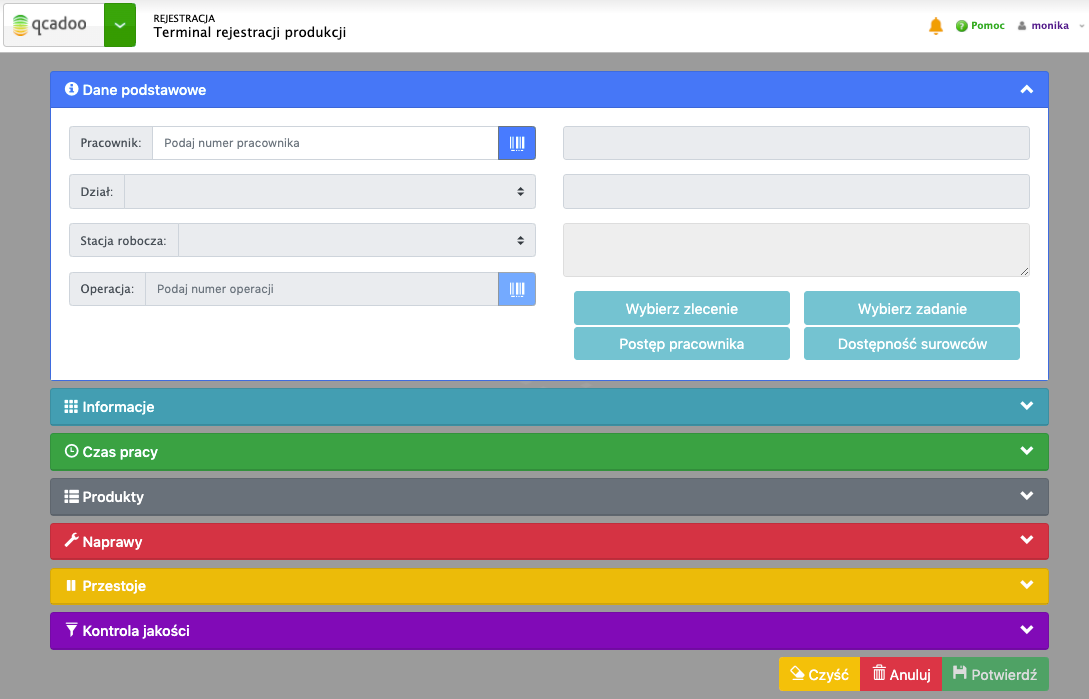 qcadoo
REJESTRACJA
Terminal rejestracji produkcji
Pomoc
monika
Dane podstawowe
Pracownik: Podaj numer pracownika
Dział:
Stacja robocza:
Operacja: Podaj numer operacji
Wybierz zlecenie Wybierz zadanie
Postęp pracownika Dostępność surowców
Informacje
Czas pracy
Produkty
Naprawy
Przestoje
Kontrola jakości
Czyść Anuluj Potwierdź